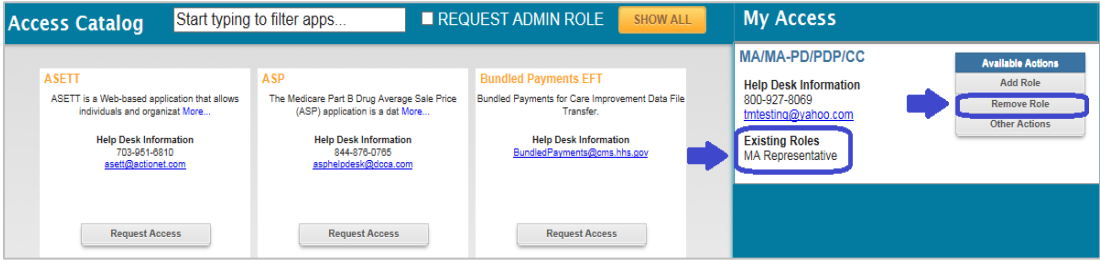 Access Catalog
Start typing to filter apps...
REQUEST ADMIN ROLE
SHOW ALL
ASETT
ASETT is a Web-based application that allows
individuals and organizat More...
Help Desk Information
703-951-6810
asett@actionet.com
Request Access
ASP
The Medicare Part B Drug Average Sale Price
(ASP) application is a dat More...
Help Desk Information
844-876-0765
asphelpdesk@dcca.com
Request Access
Bundled Payments EFT
Bundled Payments for Care Improvement Data File
Transfer.
Help Desk Information
BundledPayments@cms.hhs.gov
Request Access
My Access
MA/MA-PD/PDP/CC
Help Desk Information
800-927-8069
tmtesting@yahoo.com
Existing Roles
MA Representative
Available Actions
Add Role
Remove Role
Other Actions